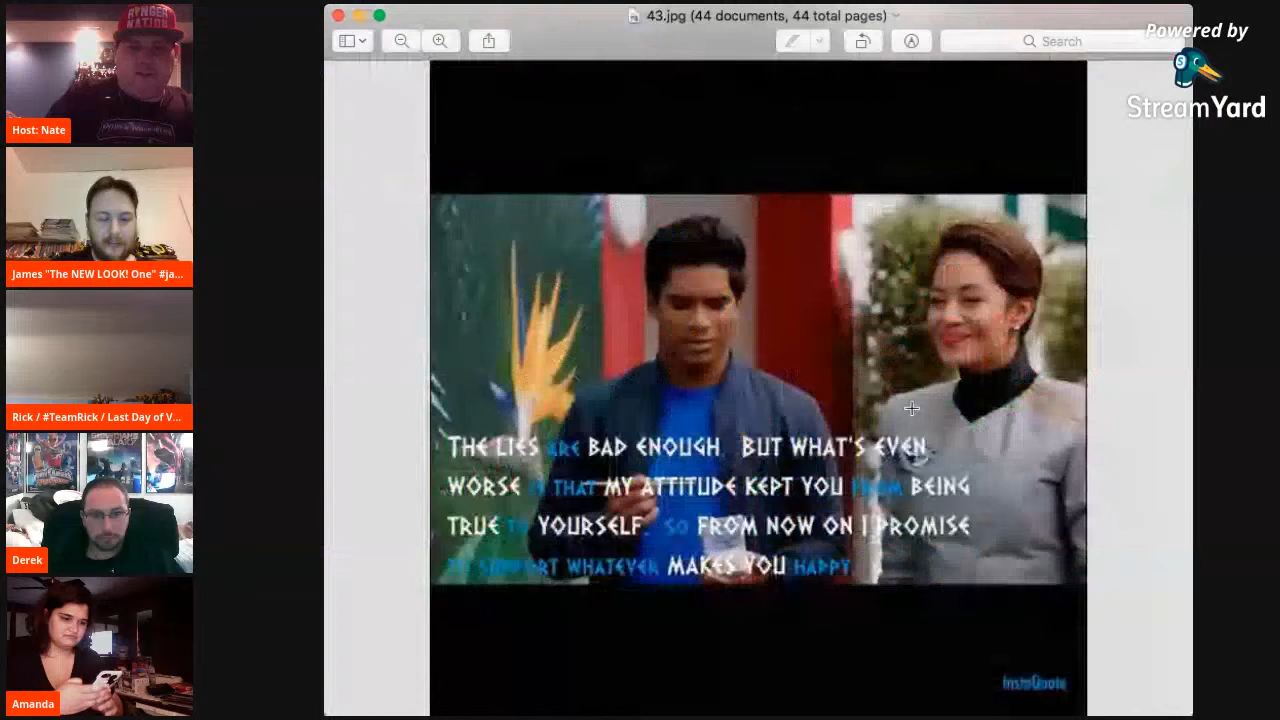 43.jpg (44 documents, 44 total pages)
Search
Powered by
StreamYard
RANGER
NATION
Host: Nate
James "The NEW LOOK! One" #ja...
Rick / #TeamRick / Last Day of V...
Derek
Amanda
THE LIES ARE BAD ENOUGH. BUT WHAT'S EVEN
WORSE IS THAT MY ATTITUDE KEPT YOU FROM BEING
TRUE TO YOURSELF. SO FROM NOW ON I PROMISE
TO SUPPORT WHATEVER MAKES YOU HAPPY.
InstaQuote